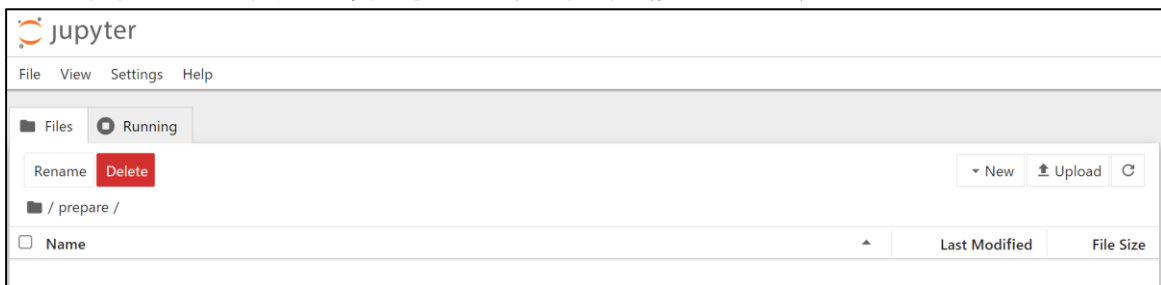 jupyter
File View Settings Help
Files Running
Rename Delete New Upload
/ prepare /
Name Last Modified File Size